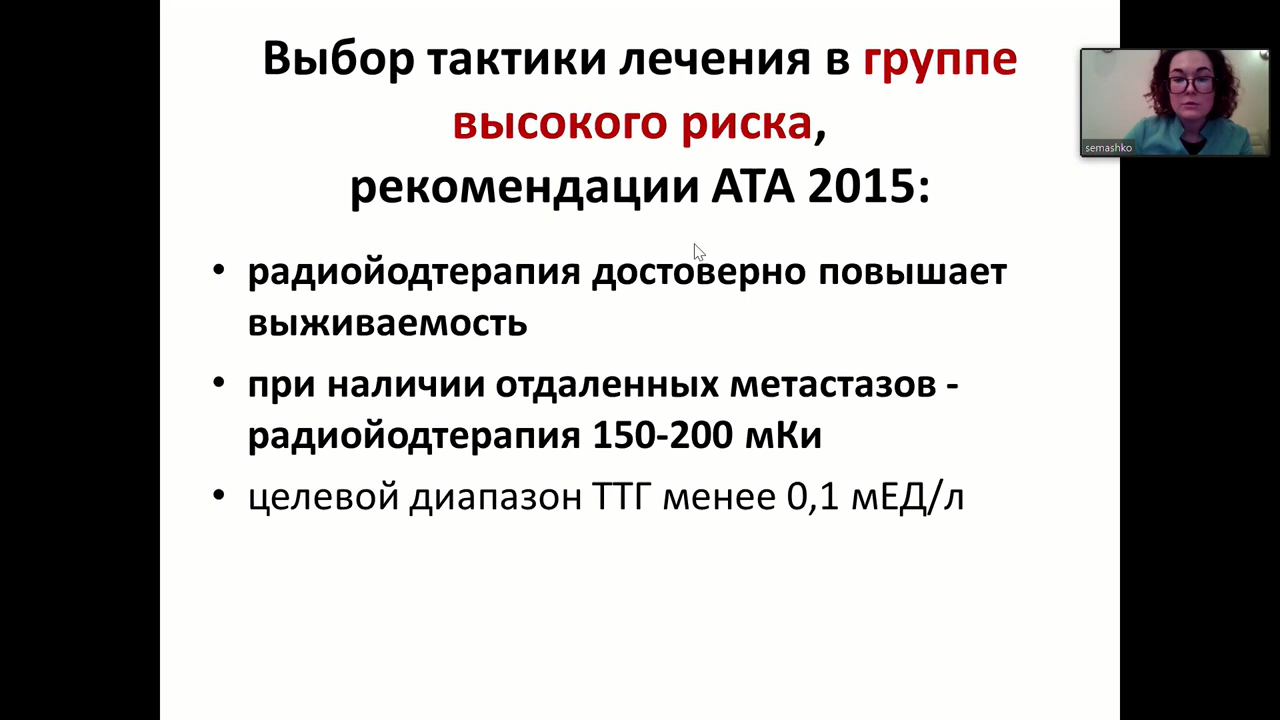 Выбор тактики лечения в группе
высокого риска,
рекомендации АТА 2015:
• радиойодтерапия достоверно повышает
выживаемость
• при наличии отдаленных метастазов -
радиойодтерапия 150-200 мКи
• целевой диапазон ТТГ менее 0,1 мЕД/л
semashko